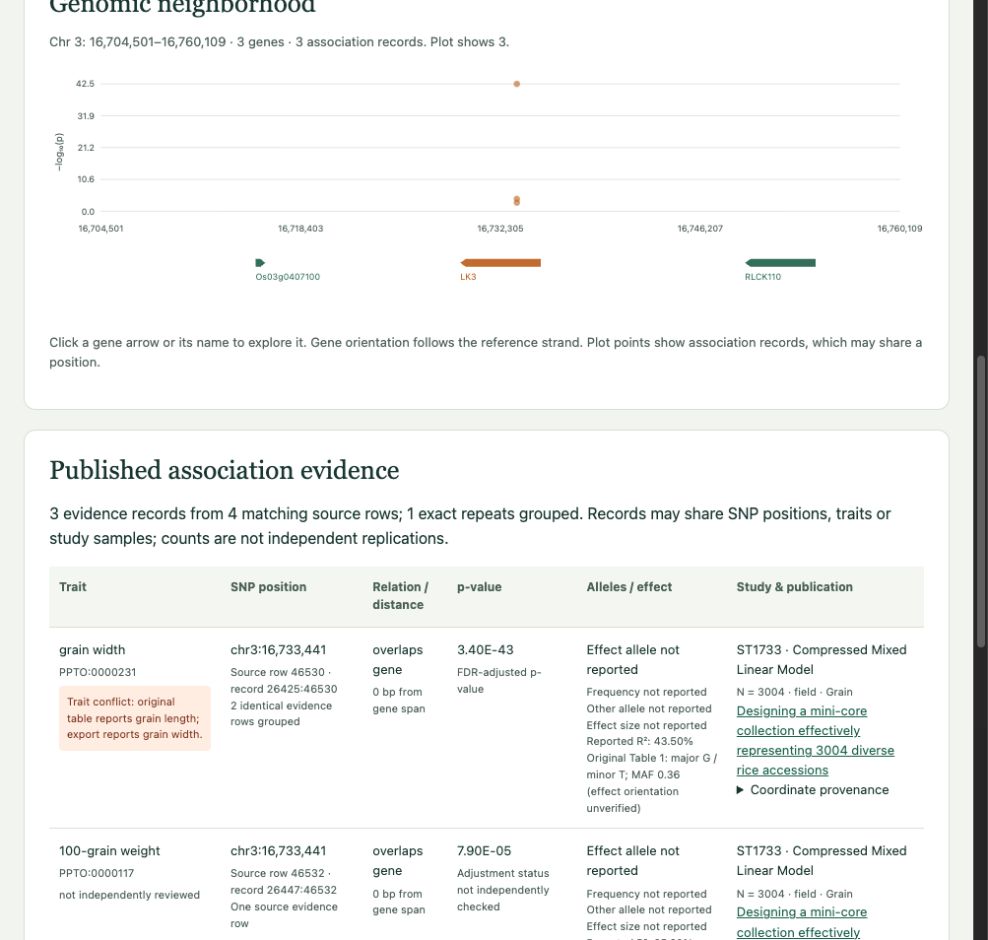 Genomic neighborhood
Chr 3: 16,704,501–16,760,109 · 3 genes · 3 association records. Plot shows 3.
−log₁₀(p)
42.5
31.9
21.2
10.6
0.0
16,704,501
16,718,403
16,732,305
16,746,207
16,760,109
Os03g0407100
LK3
RLCK110
Click a gene arrow or its name to explore it. Gene orientation follows the reference strand. Plot points show association records, which may share a
position.
Published association evidence
3 evidence records from 4 matching source rows; 1 exact repeats grouped. Records may share SNP positions, traits or
study samples; counts are not independent replications.
Trait
SNP position
Relation /
distance
p-value
Alleles / effect
Study & publication
grain width
PPTO:0000231
Trait conflict: original
table reports grain length;
export reports grain width.
chr3:16,733,441
Source row 46530 ·
record 26425:46530
2 identical evidence
rows grouped
overlaps
gene
0 bp from
gene span
3.40E-43
FDR-adjusted p-
value
Effect allele not
reported
Frequency not reported
Other allele not reported
Effect size not reported
Reported R²: 43.50%
Original Table 1: major G /
minor T; MAF 0.36
(effect orientation
unverified)
ST1733 · Compressed Mixed
Linear Model
N = 3004 · field · Grain
Designing a mini-core
collection effectively
representing 3004 diverse
rice accessions
▶ Coordinate provenance
100-grain weight
PPTO:0000117
not independently reviewed
chr3:16,733,441
Source row 46532 ·
record 26447:46532
One source evidence
row
overlaps
gene
0 bp from
gene span
7.90E-05
Adjustment status
not independently
checked
Effect allele not
reported
Frequency not reported
Other allele not reported
Effect size not reported
ST1733 · Compressed Mixed
Linear Model
N = 3004 · field · Grain
Designing a mini-core
collection effectively